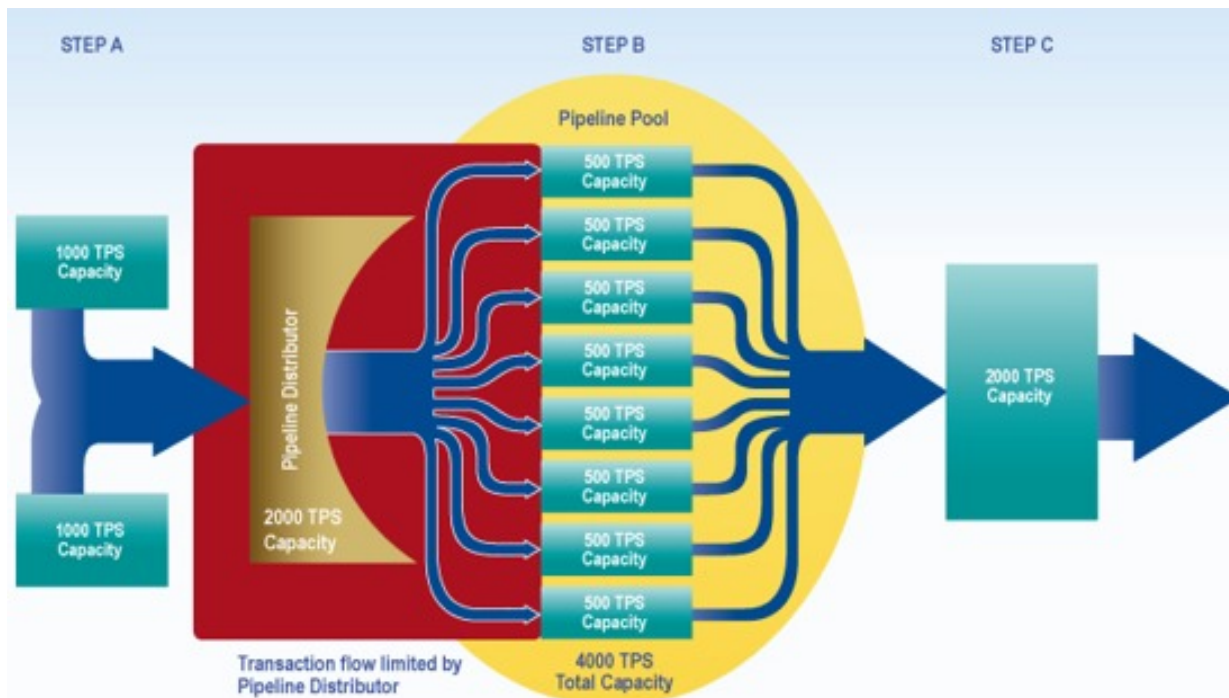 STEP A
STEP B
STEP C
Pipeline Pool
1000 TPS
Capacity
1000 TPS
Capacity
Pipeline Distributor
2000 TPS
Capacity
500 TPS
Capacity
500 TPS
Capacity
500 TPS
Capacity
500 TPS
Capacity
500 TPS
Capacity
500 TPS
Capacity
500 TPS
Capacity
500 TPS
Capacity
2000 TPS
Capacity
Transaction flow limited by
Pipeline Distributor
4000 TPS
Total Capacity